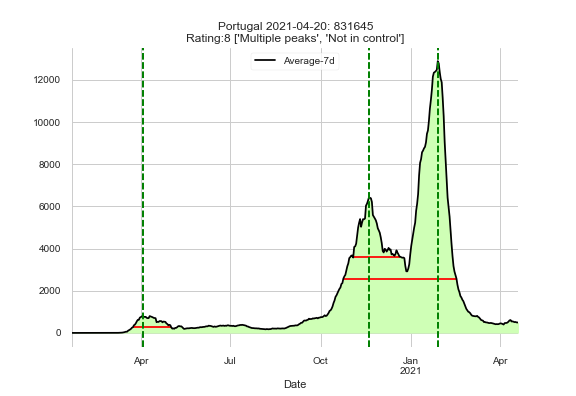 Portugal 2021-04-20: 831645
Rating:8 ['Multiple peaks', 'Not in control']
Average-7d
12000
10000
8000
6000
4000
2000
0
Apr Jul Oct Jan Apr
2021
Date